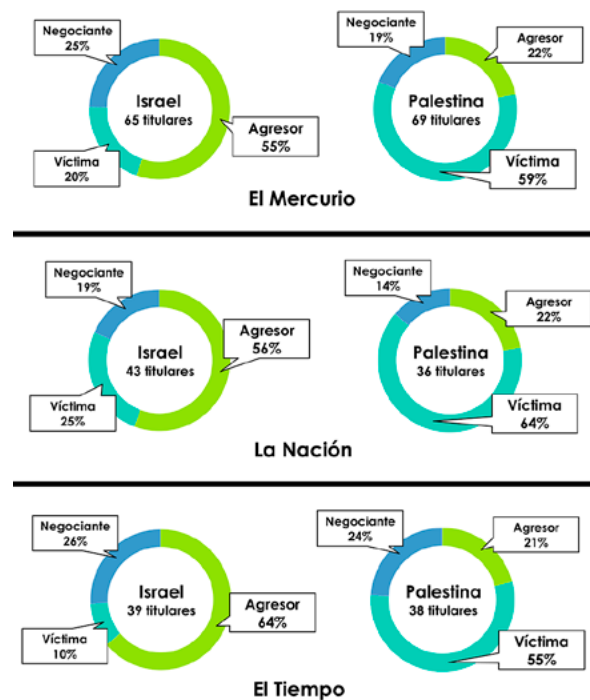 Negociante
25%
Israel
65 titulares
Agresor
55%
Víctima
20%
Negociante
19%
Agresor
22%
Palestina
69 titulares
Víctima
59%
El Mercurio
Negociante
19%
Israel
43 titulares
Agresor
56%
Víctima
25%
Negociante
14%
Agresor
22%
Palestina
36 titulares
Víctima
64%
La Nación
Negociante
26%
Israel
39 titulares
Agresor
64%
Víctima
10%
Negociante
24%
Agresor
21%
Palestina
38 titulares
Víctima
55%
El Tiempo